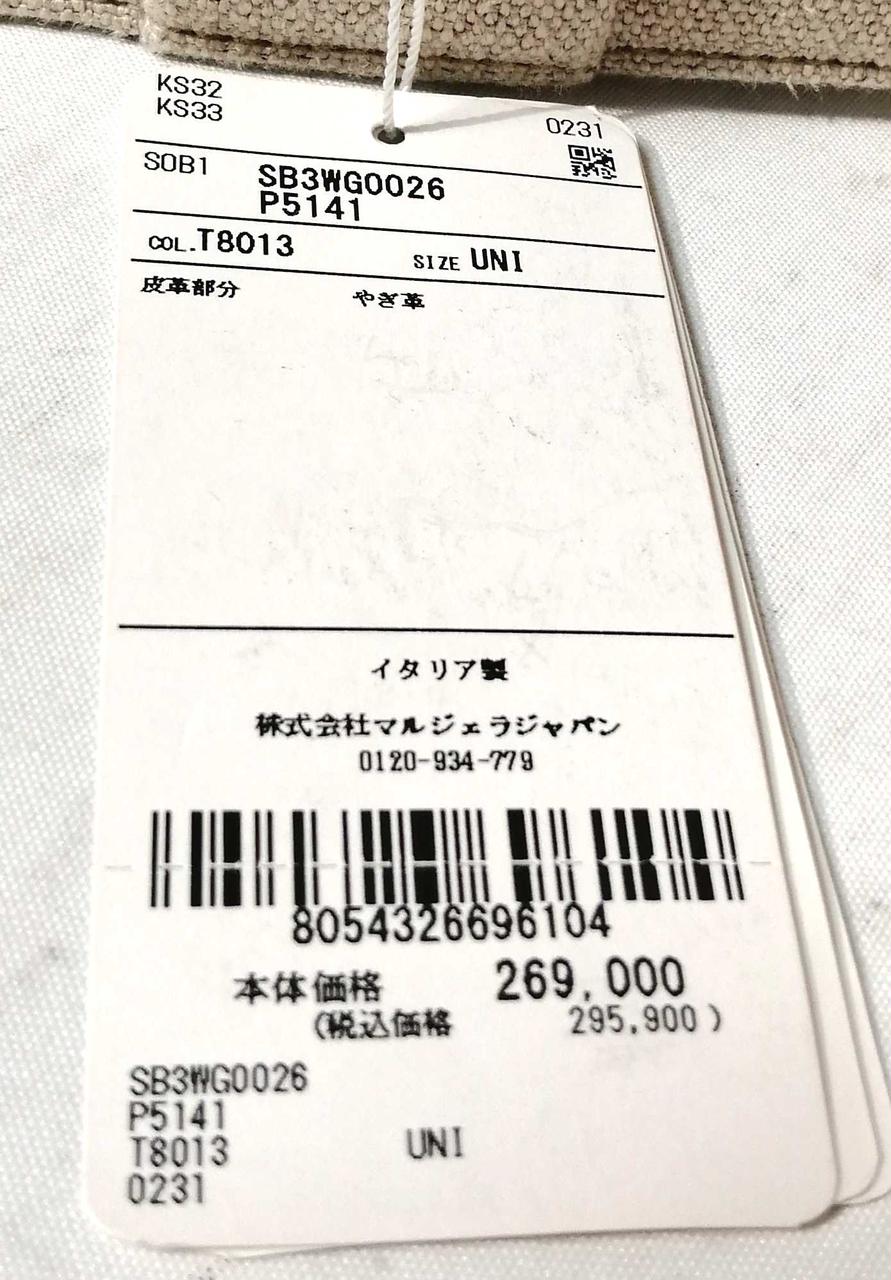 KS32
KS33
0231
SOB1 SB3WG0026
P5141
COL.T8013 SIZE UNI
皮革部分 やぎ革
イタリア製
株式会社マルジェラジャパン
0120-934-779
8054326696104
本体価格 269,000
(税込価格 295,900)
SB3WG0026
P5141
T8013 UNI
0231